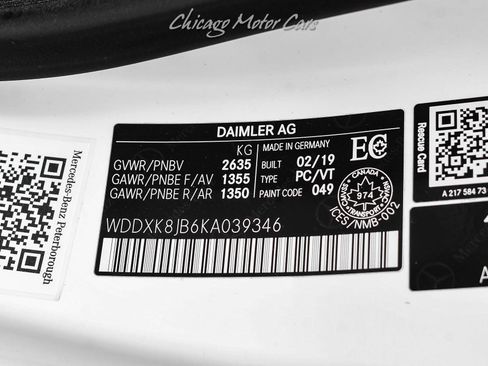 Chicago Motor Cars
DAIMLER AG
KG MADE IN GERMANY
GVWR/PNBV 2635 BUILT 02/19
GAWR/PNBE F/AV 1355 TYPE PC/VT
GAWR/PNBE R/AR 1350 PAINT CODE 049
EC
CANADA
974
TRANSPORT
ICES/NMB-002
WDDXK8JB6KA039346
Mercedes-Benz Peterborough
Rescue Card
A 217 584 73
A